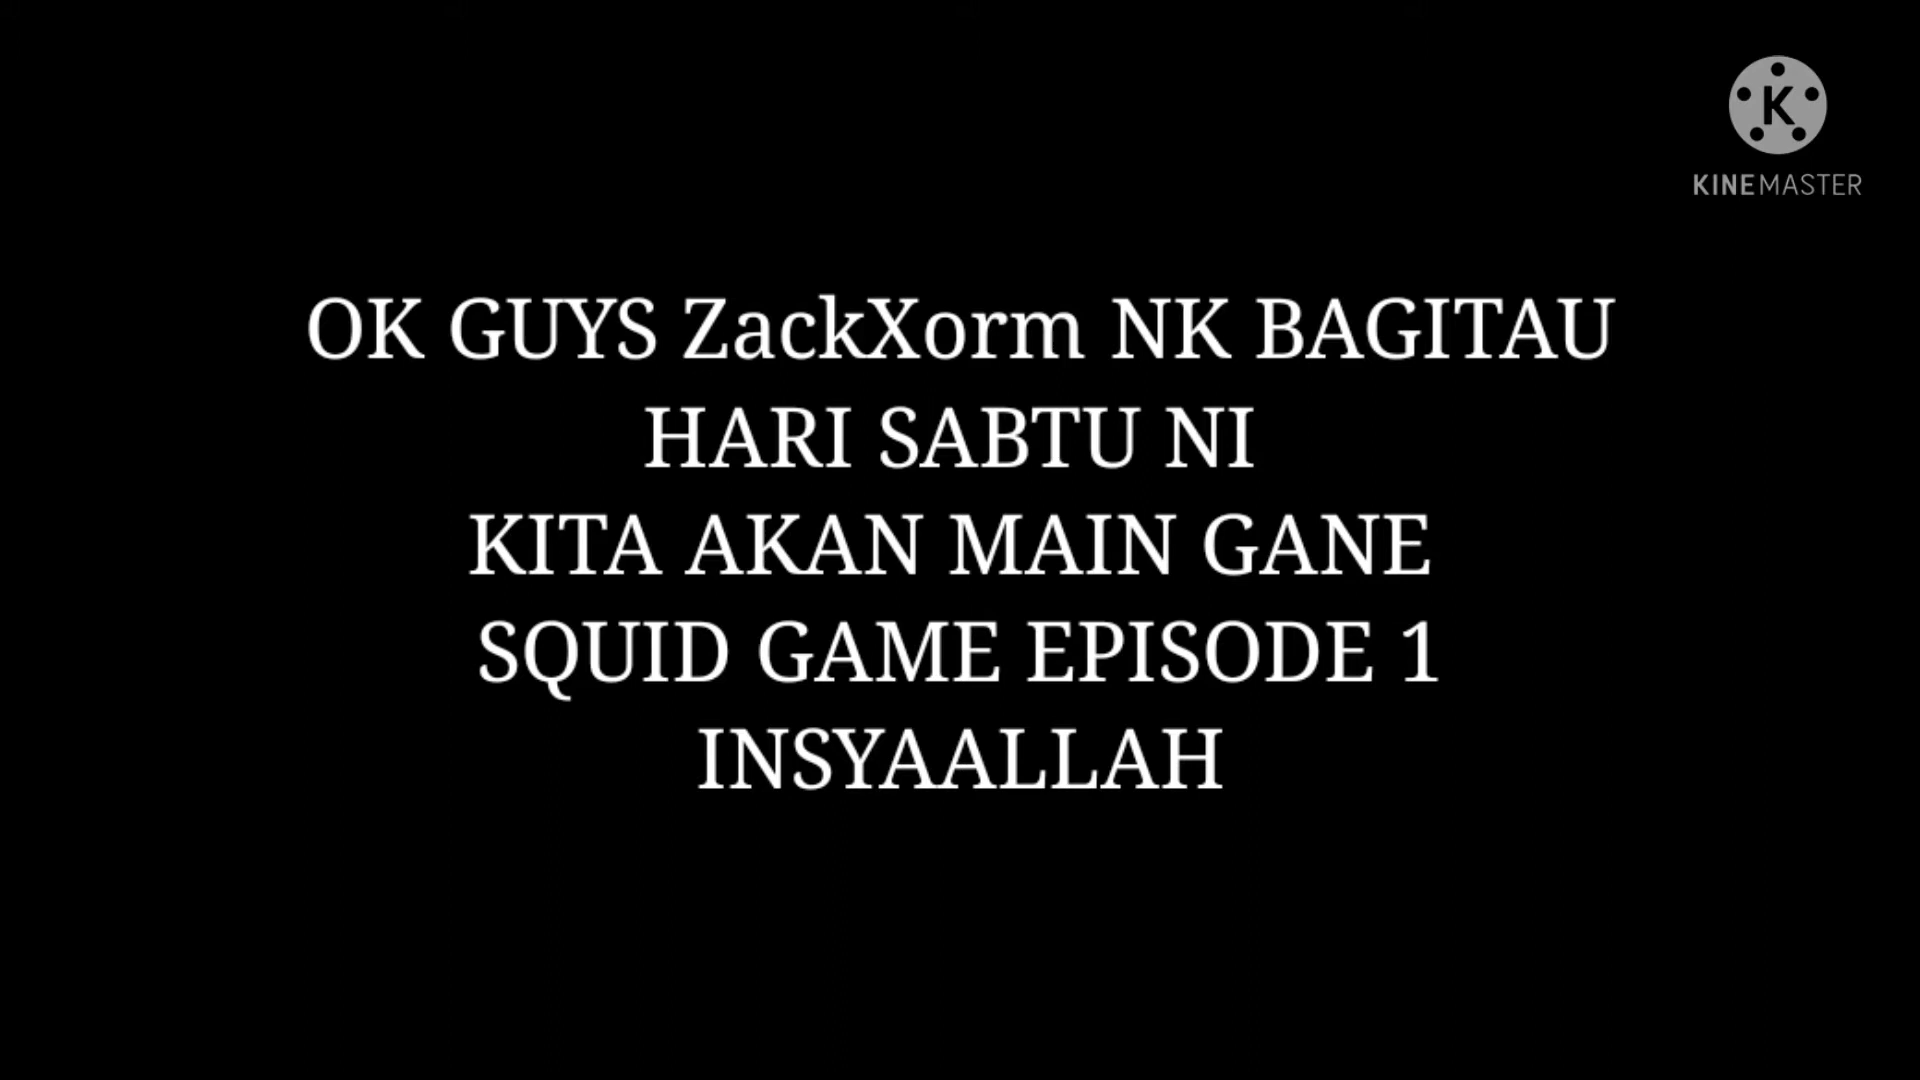 K
KINEMASTER
OK GUYS ZackXorm NK BAGITAU
HARI SABTU NI
KITA AKAN MAIN GANE
SQUID GAME EPISODE 1
INSYAALLAH